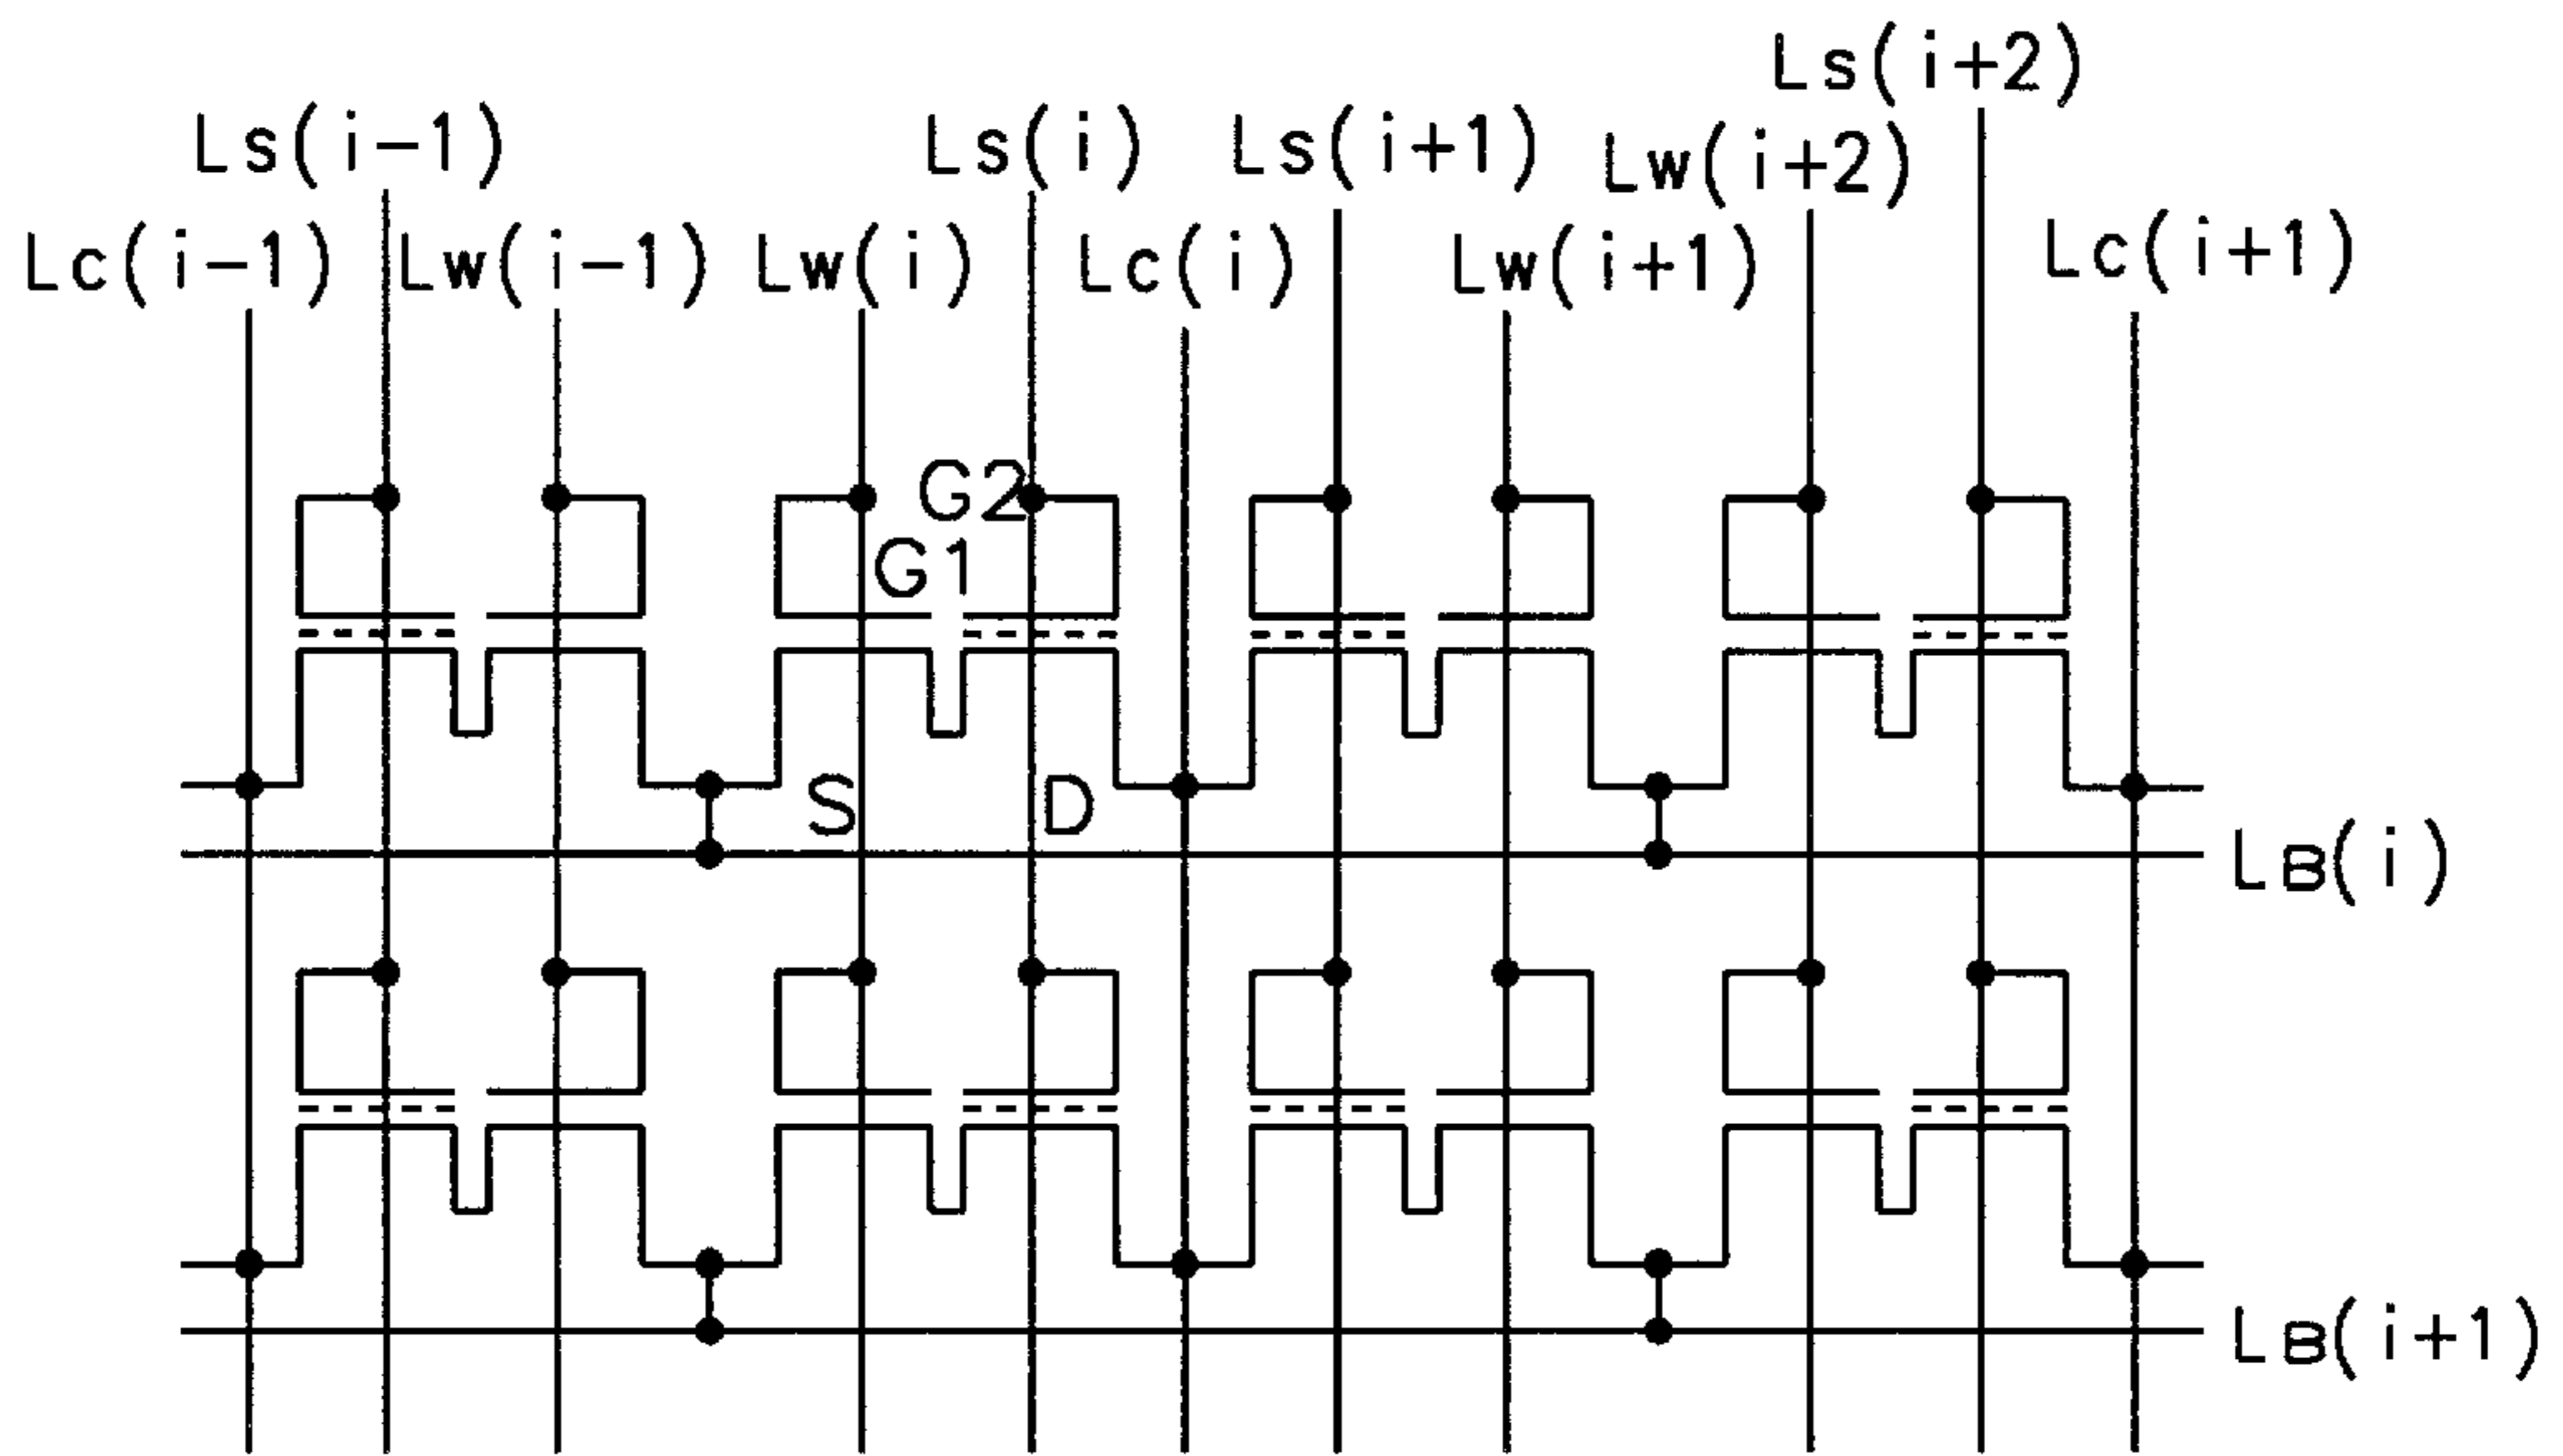 Ls(i+2)
Ls(i-1) Ls(i) Ls(i+1) Lw(i+2)
Lc(i-1) Lw(i-1) Lw(i) Lc(i) Lw(i+1) Lc(i+1)
G2
G1
S D
LB(i)
LB(i+1)